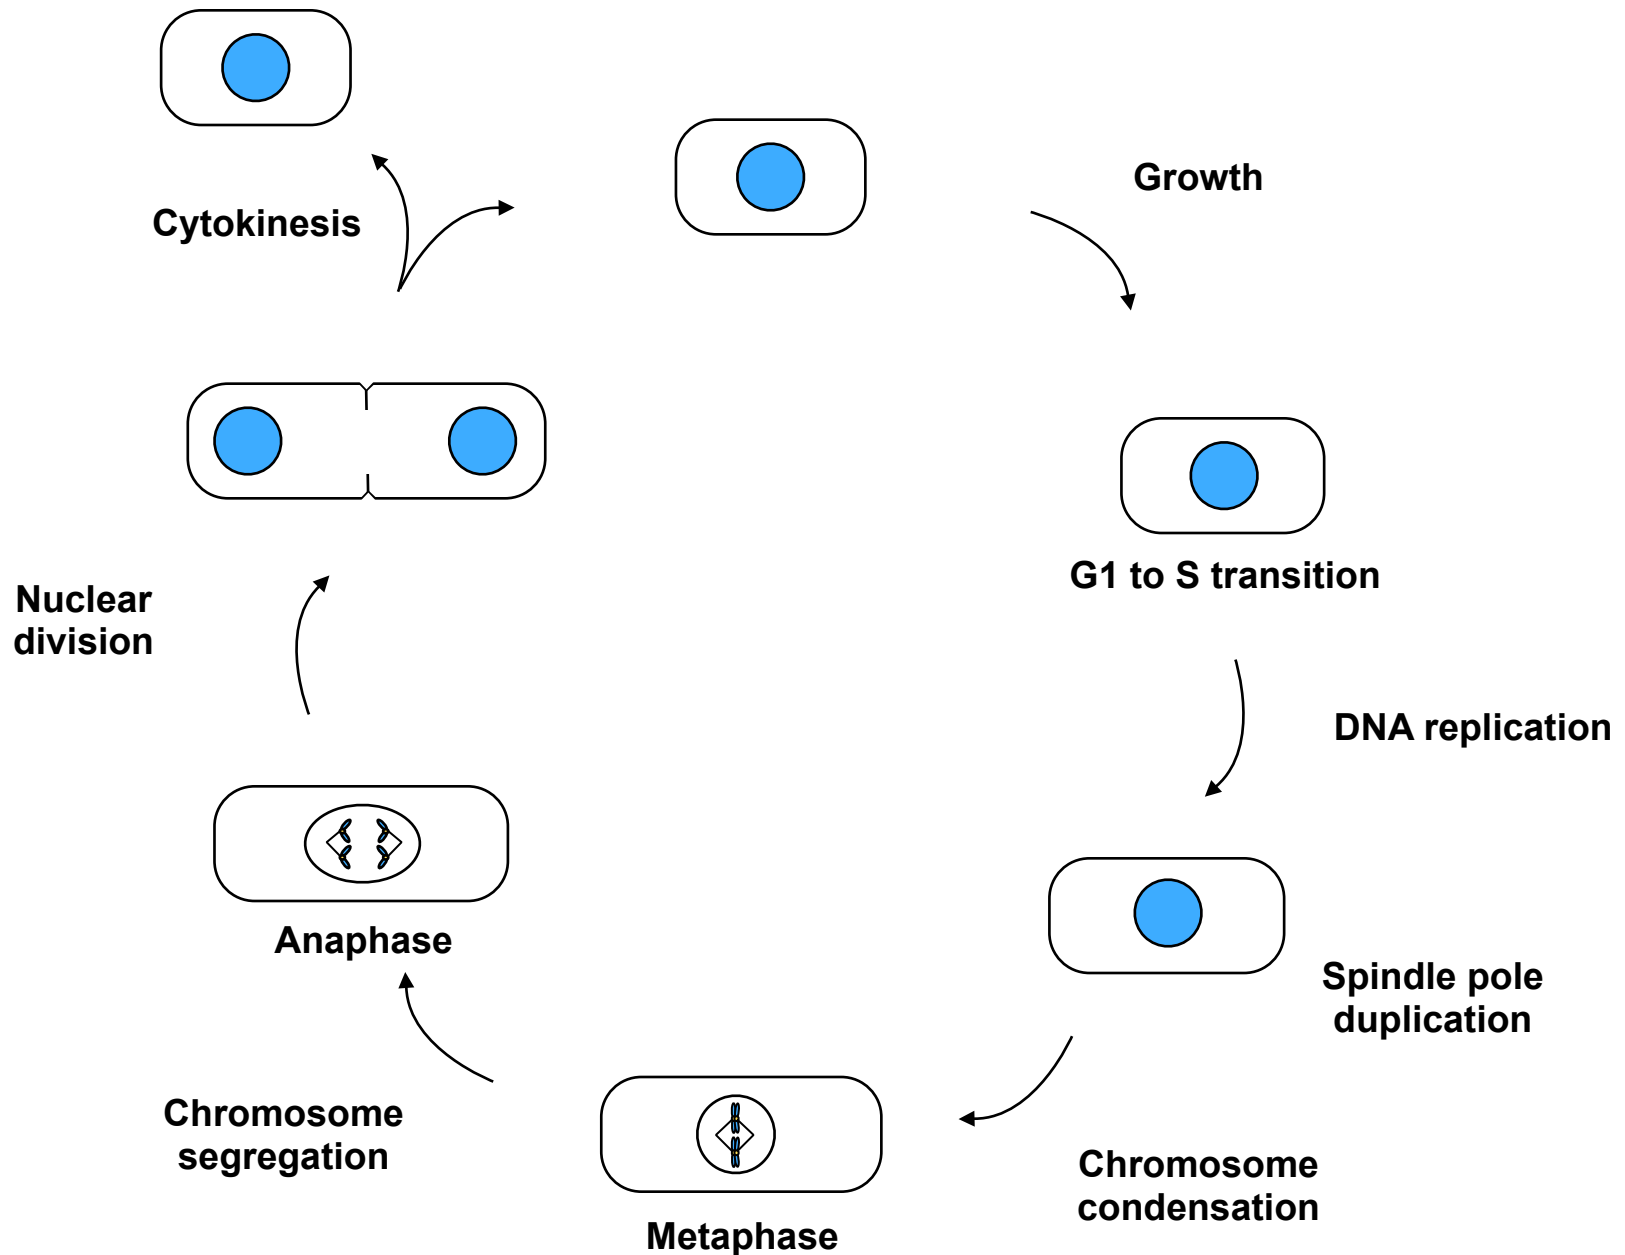 Cytokinesis
Growth
G1 to S transition
DNA replication
Spindle pole
duplication
Chromosome
condensation
Metaphase
Chromosome
segregation
Anaphase
Nuclear
division